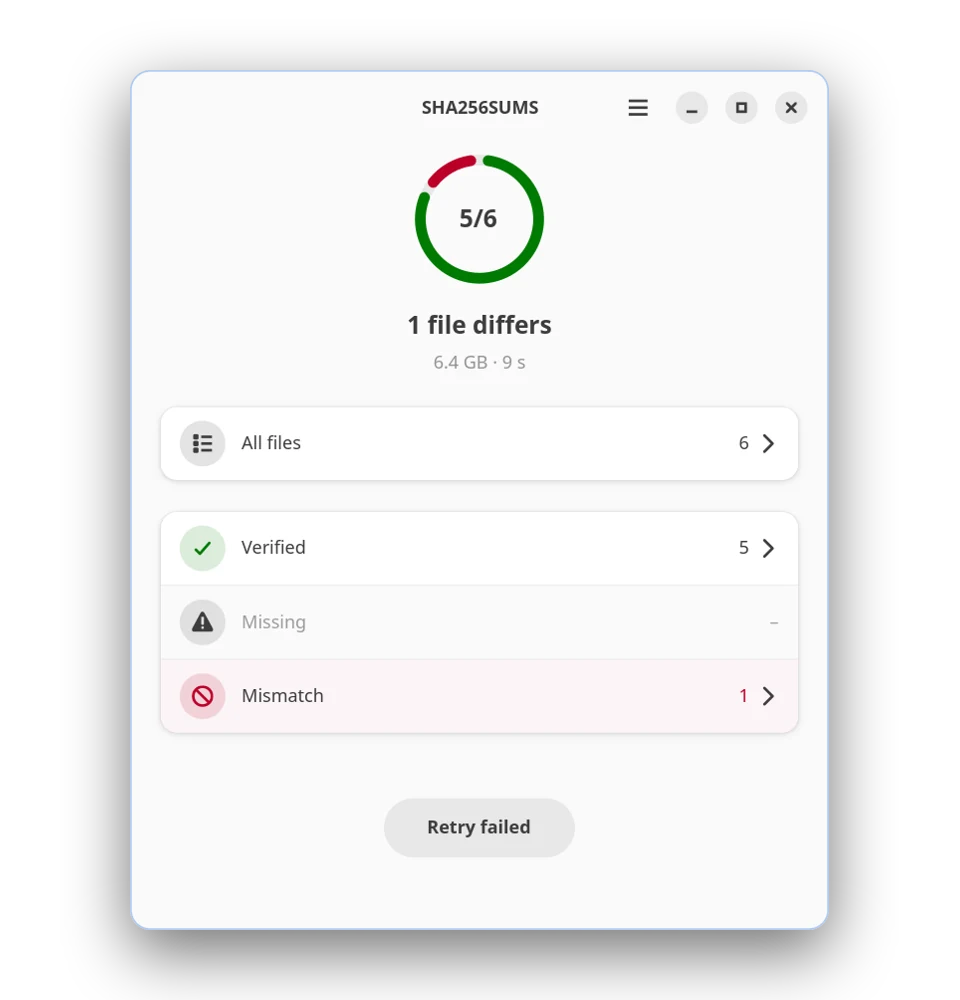 SHA256SUMS
5/6
1 file differs
6.4 GB · 9 s
All files 6
Verified 5
Missing –
Mismatch 1
Retry failed